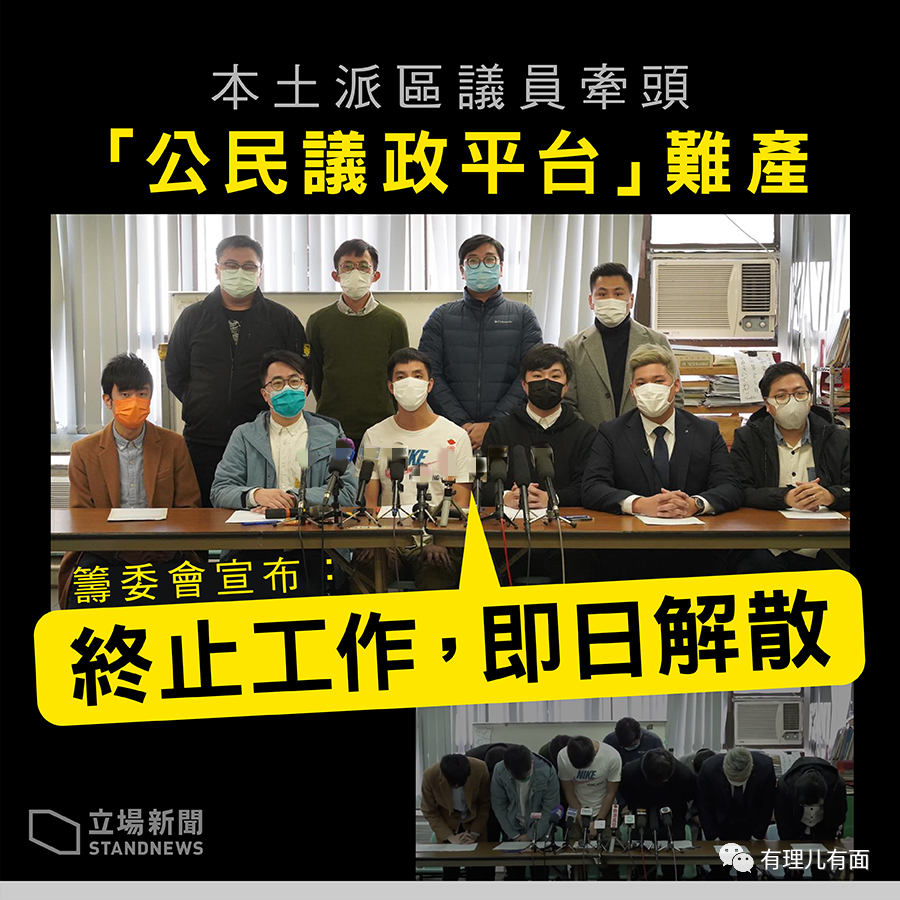 本土派區議員牽頭
「公民議政平台」難產
NIKE
籌委會宣布：
終止工作，即日解散
NIKE
立場新聞
STANDNEWS
有理儿有面